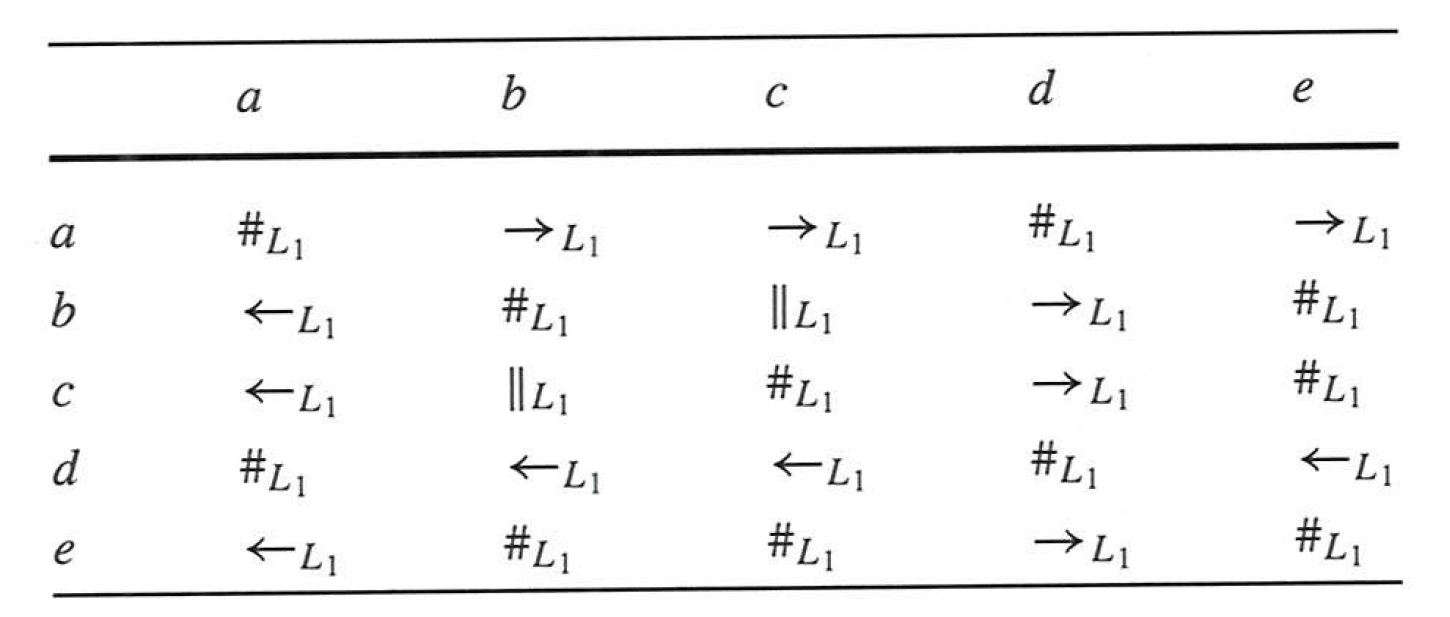 a b c d e
a #L1 →L1 →L1 #L1 →L1
b ←L1 #L1 ∥L1 →L1 #L1
c ←L1 ∥L1 #L1 →L1 #L1
d #L1 ←L1 ←L1 #L1 ←L1
e ←L1 #L1 #L1 →L1 #L1